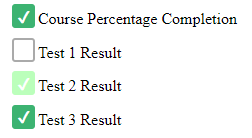 Course Percentage Completion
Test 1 Result
Test 2 Result
Test 3 Result